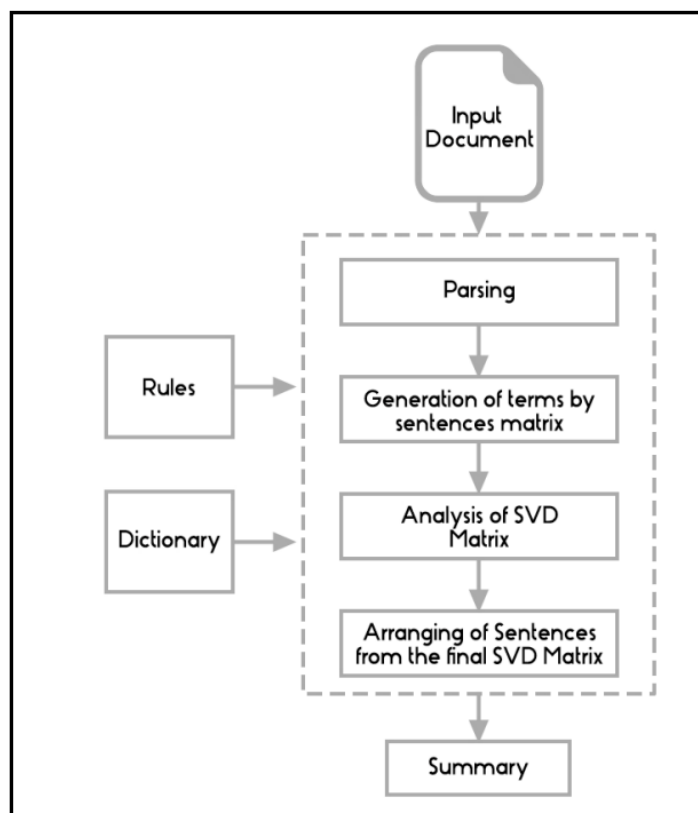 Input
Document
Parsing
Rules
Generation of terms by
sentences matrix
Dictionary
Analysis of SVD
Matrix
Arranging of Sentences
from the final SVD Matrix
Summary